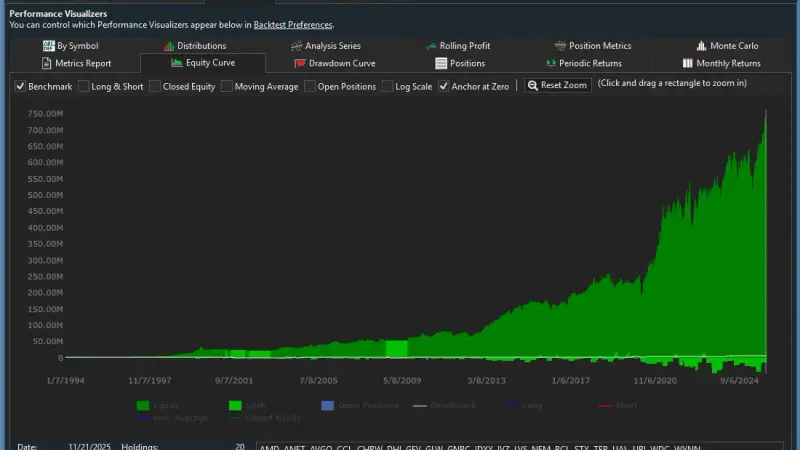 Performance Visualizers
You can control which Performance Visualizers appear below in Backtest Preferences.
By Symbol Distributions Analysis Series Rolling Profit Position Metrics Monte Carlo
Metrics Report Equity Curve Drawdown Curve Positions Periodic Returns Monthly Returns
Benchmark Long & Short Closed Equity Moving Average Open Positions Log Scale Anchor at Zero Reset Zoom (Click and drag a rectangle to zoom in)
750.00M
700.00M
650.00M
600.00M
550.00M
500.00M
450.00M
400.00M
350.00M
300.00M
250.00M
200.00M
150.00M
100.00M
50.00M
0
1/7/1994 11/7/1997 9/7/2001 7/8/2005 5/8/2009 3/8/2013 1/6/2017 11/6/2020 9/6/2024
Equity Cash Open Positions Benchmark Long Short
Mov. Average Closed Equity
Date: 11/21/2025 Holdings: 20